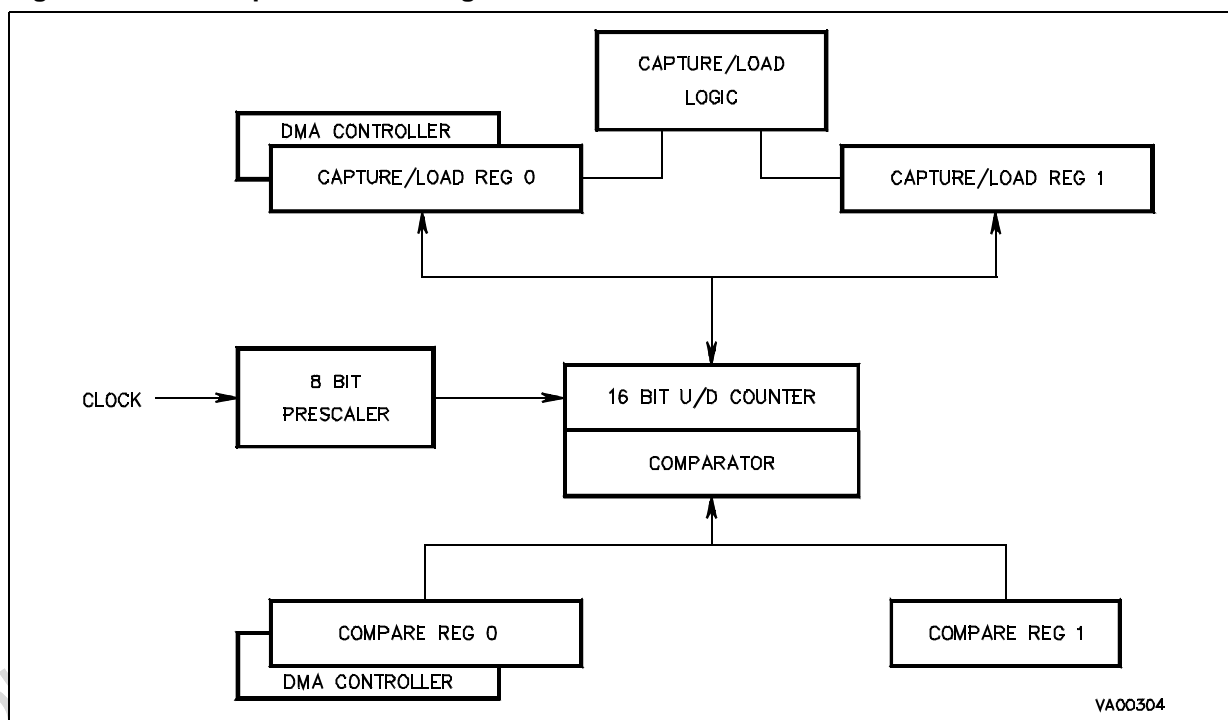 CAPTURE/LOAD
LOGIC
DMA CONTROLLER
CAPTURE/LOAD REG 0
CAPTURE/LOAD REG 1
8 BIT
PRESCALER
CLOCK
16 BIT U/D COUNTER
COMPARATOR
COMPARE REG 0
COMPARE REG 1
DMA CONTROLLER
VA00304